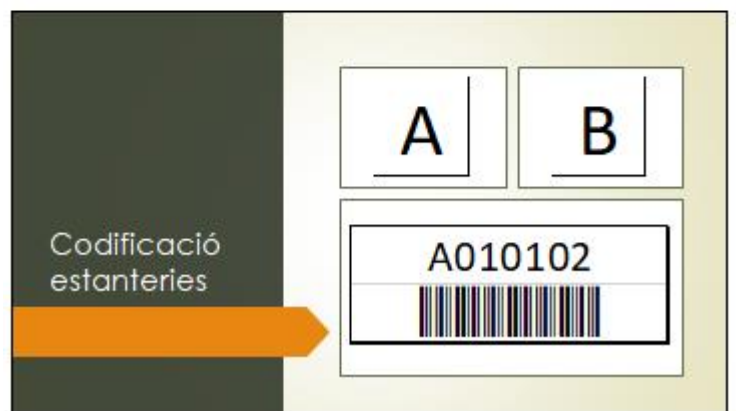 Codificació
estanteries
A
B
A010102